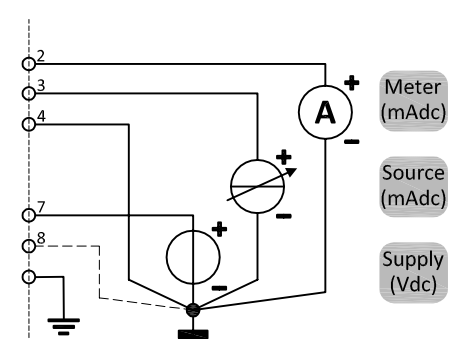 2
3
4
7
8
+
A
−
+
−
+
−
Meter
(mAdc)
Source
(mAdc)
Supply
(Vdc)